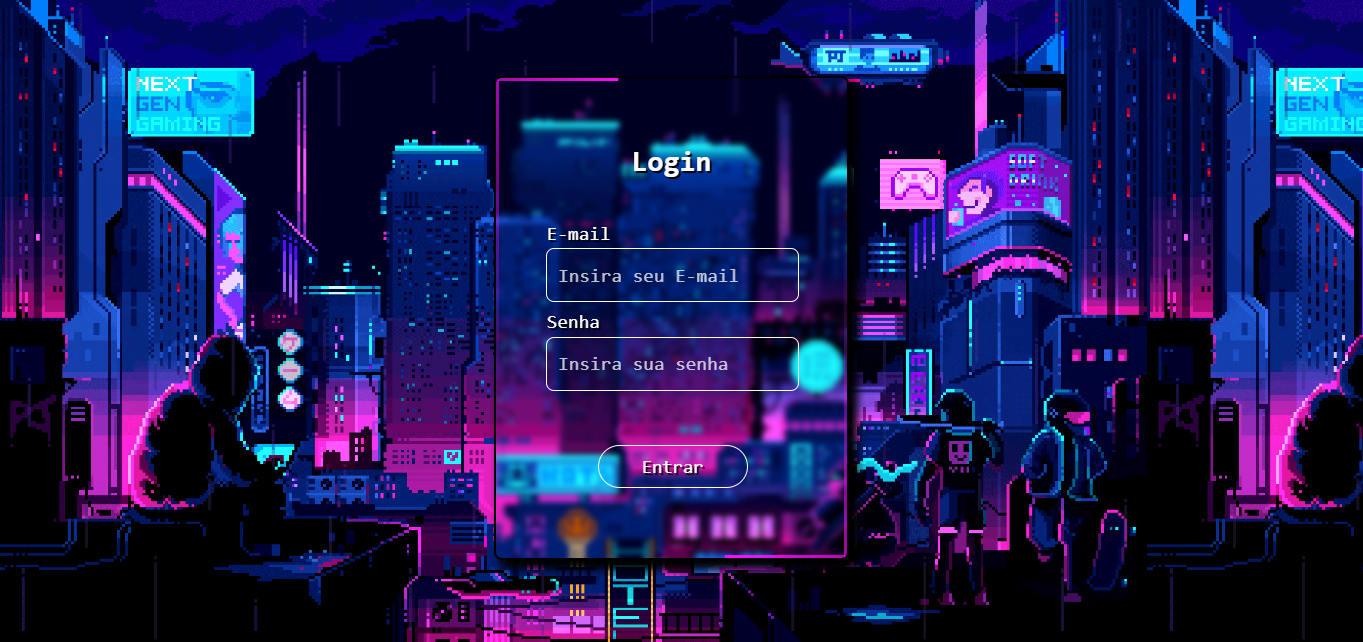 NEXT
GEN
GAMING
NEXT
GEN
GAMING
Login
E-mail
Insira seu E-mail
Senha
Insira sua senha
Entrar